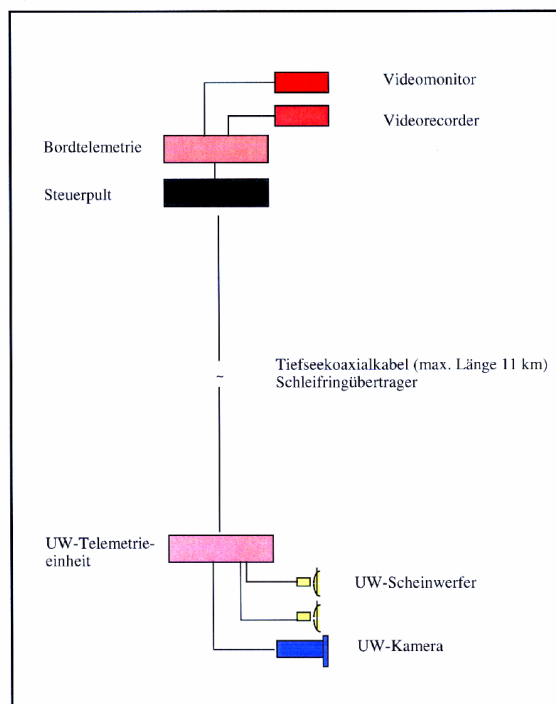 Videomonitor
Videorecorder
Bordtelemetrie
Steuerpult
~
Tiefseekoaxialkabel (max. Länge 11 km)
Schleifringübertrager
UW-Telemetrie-
einheit
UW-Scheinwerfer
UW-Kamera